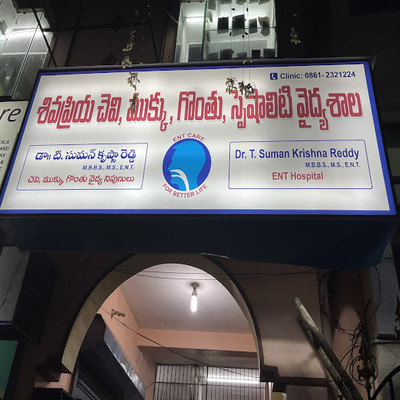 Clinic: 0861- 2321224
శివప్రియ చెవి, ముక్కు, గొంతు, స్పెషాలిటి వైద్యశాల
డా॥ టి. సుమన్ కృష్ణా రెడ్డి
M.B.B.S., M.S., E.N.T.
చెవి, ముక్కు, గొంతు వైద్య నిపుణులు
ENT CARE
FOR BETTER LIFE
Dr. T. Suman Krishna Reddy
M.B.B.S., M.S., E.N.T.
ENT Hospital